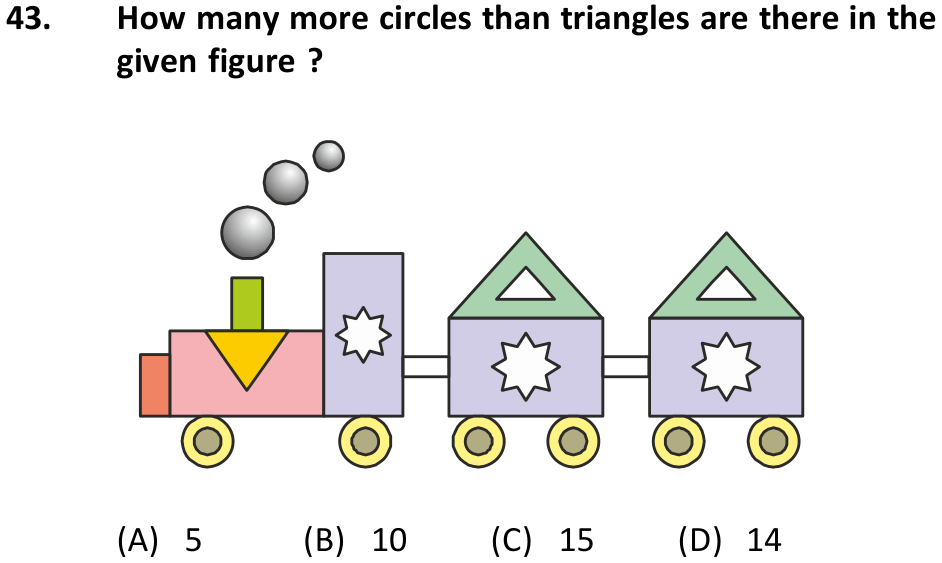 43. How many more circles than triangles are there in the
given figure ?
(A) 5 (B) 10 (C) 15 (D) 14